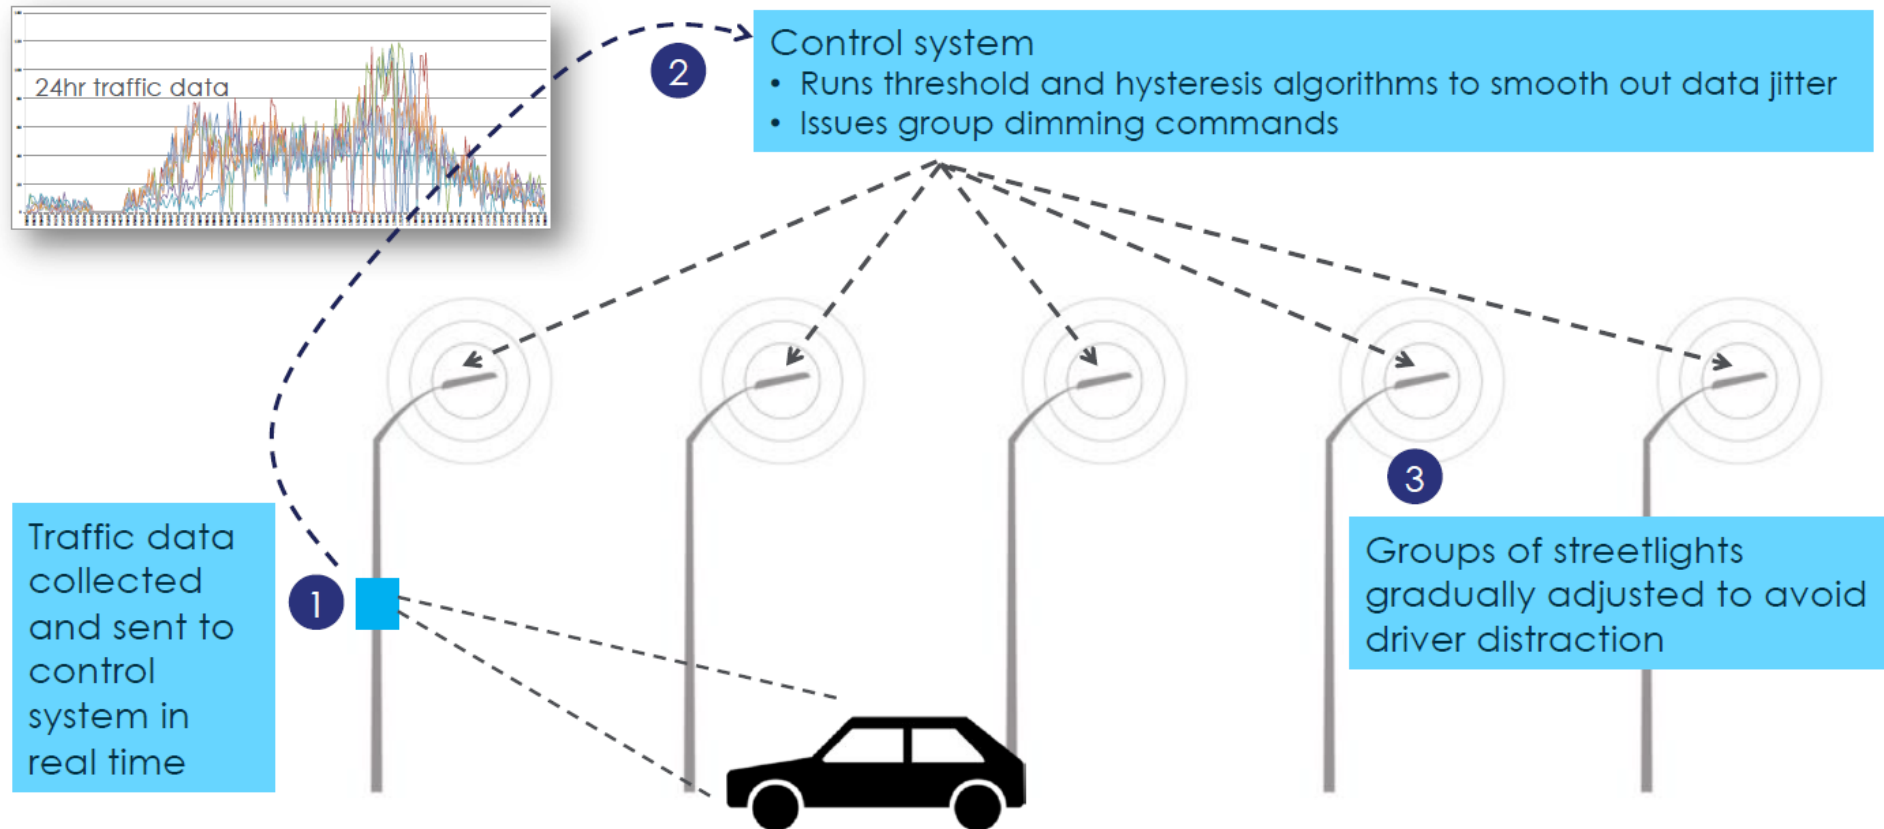 24hr traffic data
2
Control system
• Runs threshold and hysteresis algorithms to smooth out data jitter
• Issues group dimming commands
Traffic data
collected
and sent to
control
system in
real time
1
3
Groups of streetlights
gradually adjusted to avoid
driver distraction